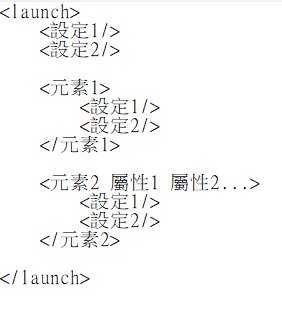 <launch>
<設定1/>
<設定2/>
<元素1>
<設定1/>
<設定2/>
</元素1>
<元素2 屬性1 屬性2...>
<設定1/>
<設定2/>
</元素2>
</launch>